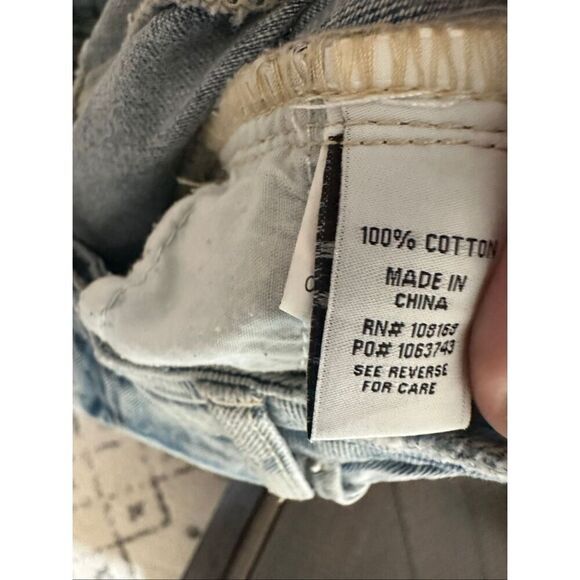 100% COTTON
MADE IN
CHINA
RN# 109169
PO# 1063743
SEE REVERSE
FOR CARE